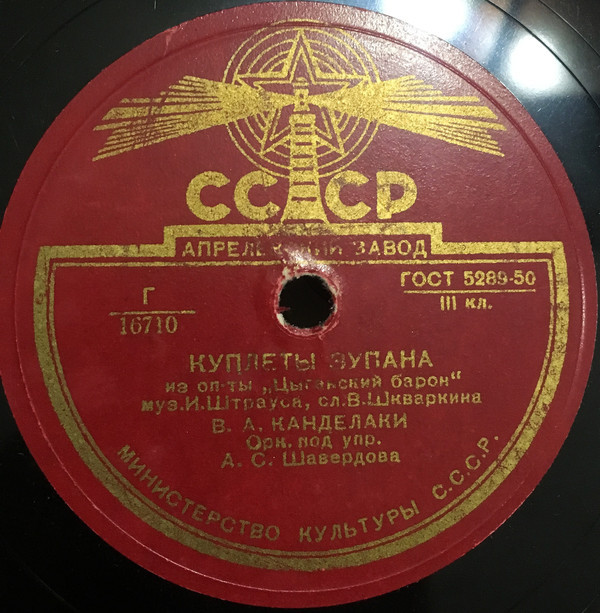 СССР
АПРЕЛЕВСКИЙ ЗАВОД
Г
16710
ГОСТ 5289-50
III кл.
КУПЛЕТЫ ЗУПАНА
из оп-ты „Цыганский барон“
муз.И.Штрауса, сл.В.Шкваркина
В. А. КАНДЕЛАКИ
Орк. под упр.
А. С. Шавердова
МИНИСТЕРСТВО КУЛЬТУРЫ С.С.С.Р.